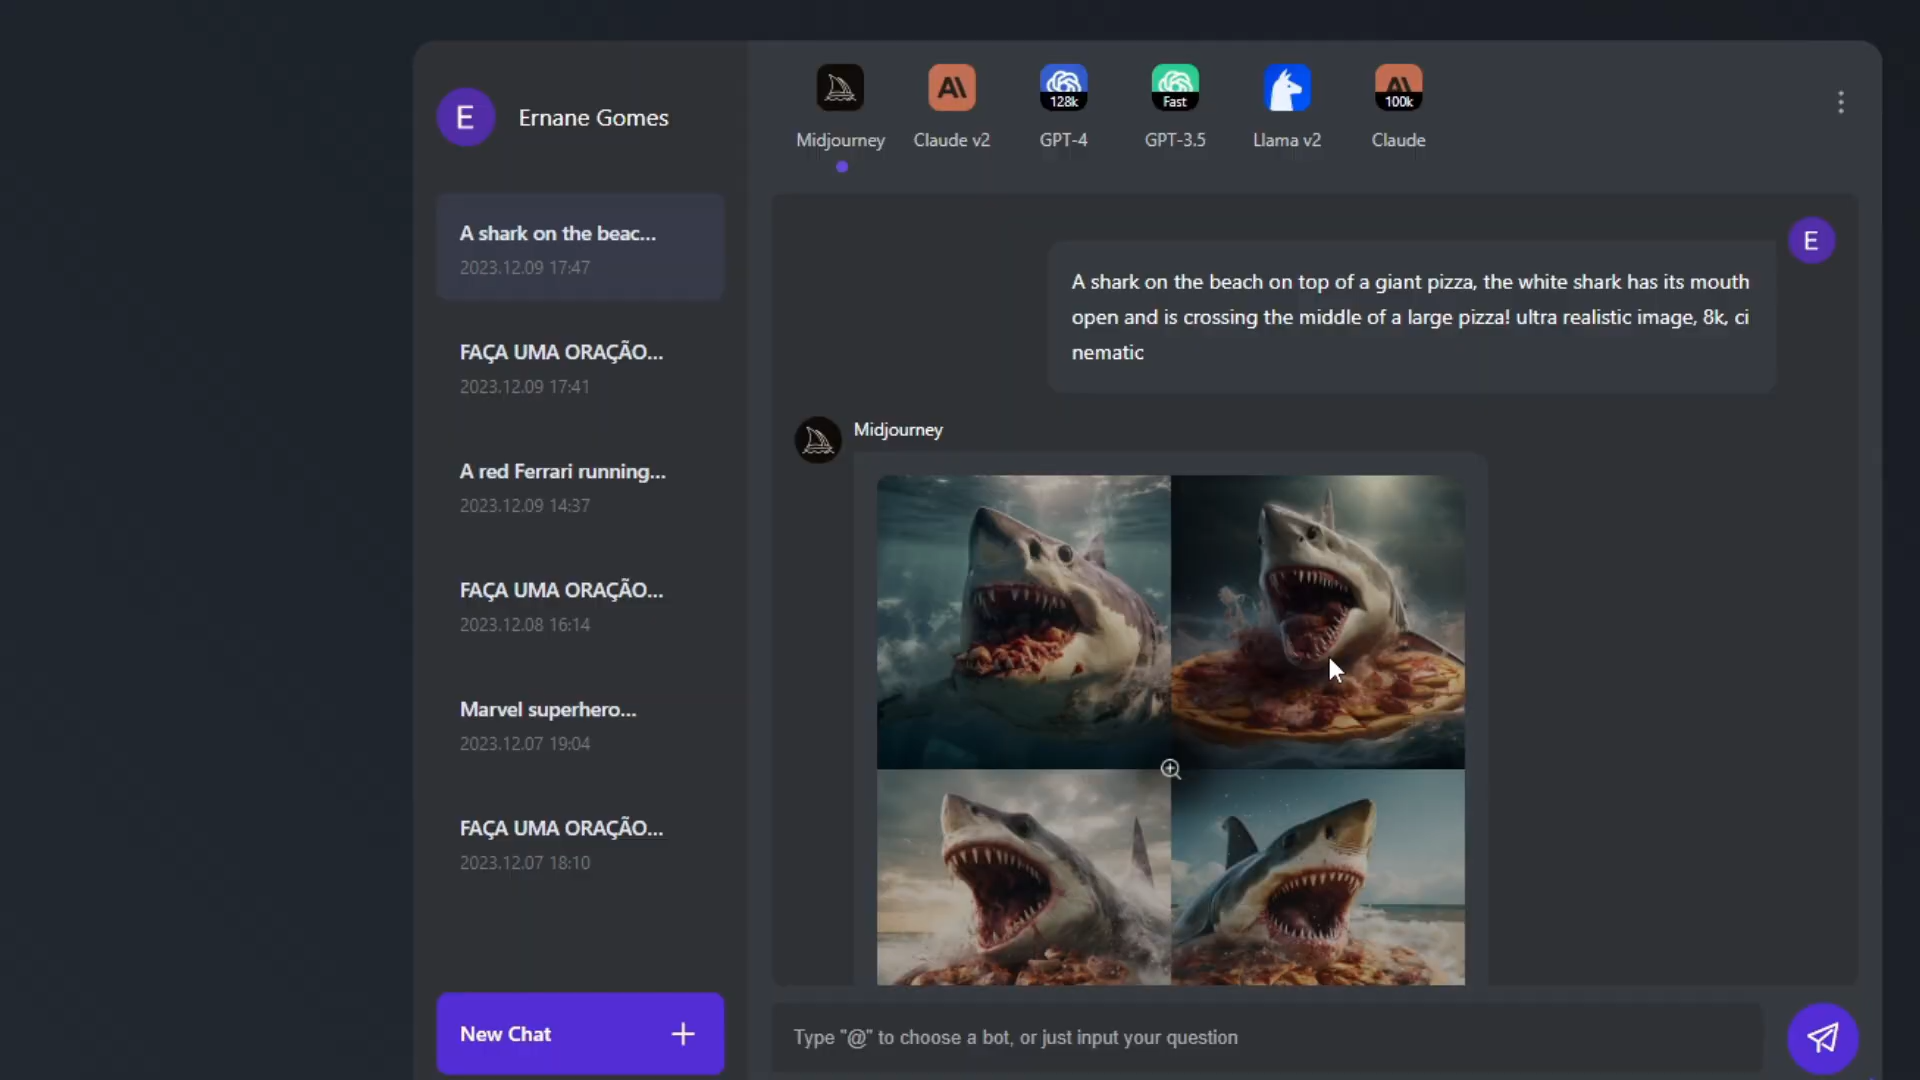 E
Ernane Gomes
A shark on the beac...
2023.12.09 17:47
FAÇA UMA ORAÇÃO...
2023.12.09 17:41
A red Ferrari running...
2023.12.09 14:37
FAÇA UMA ORAÇÃO...
2023.12.08 16:14
Marvel superhero...
2023.12.07 19:04
FAÇA UMA ORAÇÃO...
2023.12.07 18:10
New Chat
Midjourney
A\
Claude v2
128k
GPT-4
Fast
GPT-3.5
Llama v2
100k
Claude
E
A shark on the beach on top of a giant pizza, the white shark has its mouth
open and is crossing the middle of a large pizza! ultra realistic image, 8k, ci
nematic
Midjourney
Type "@" to choose a bot, or just input your question